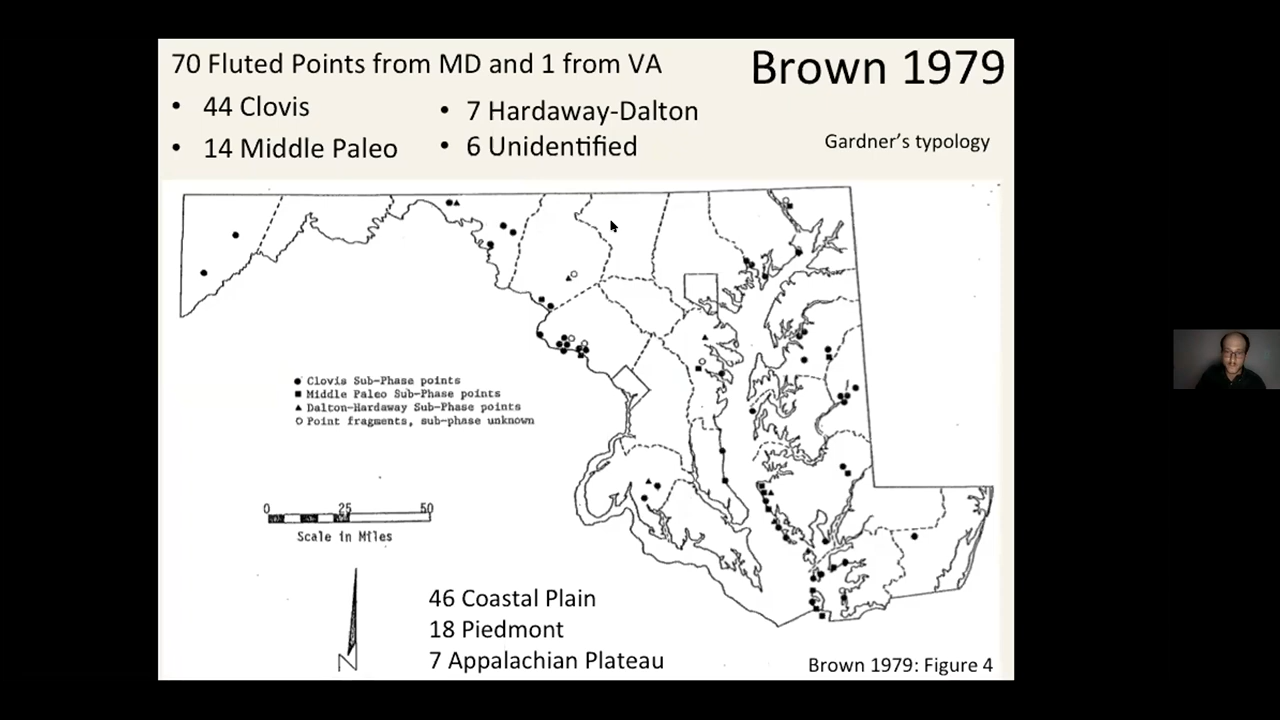 70 Fluted Points from MD and 1 from VA
Brown 1979
• 44 Clovis
• 7 Hardaway-Dalton
• 14 Middle Paleo
• 6 Unidentified
Gardner's typology
Clovis Sub-Phase points
Middle Paleo Sub-Phase points
Dalton-Hardaway Sub-Phase points
Point fragments, sub-phase unknown
0 25 50
Scale in Miles
N
46 Coastal Plain
18 Piedmont
7 Appalachian Plateau
Brown 1979: Figure 4